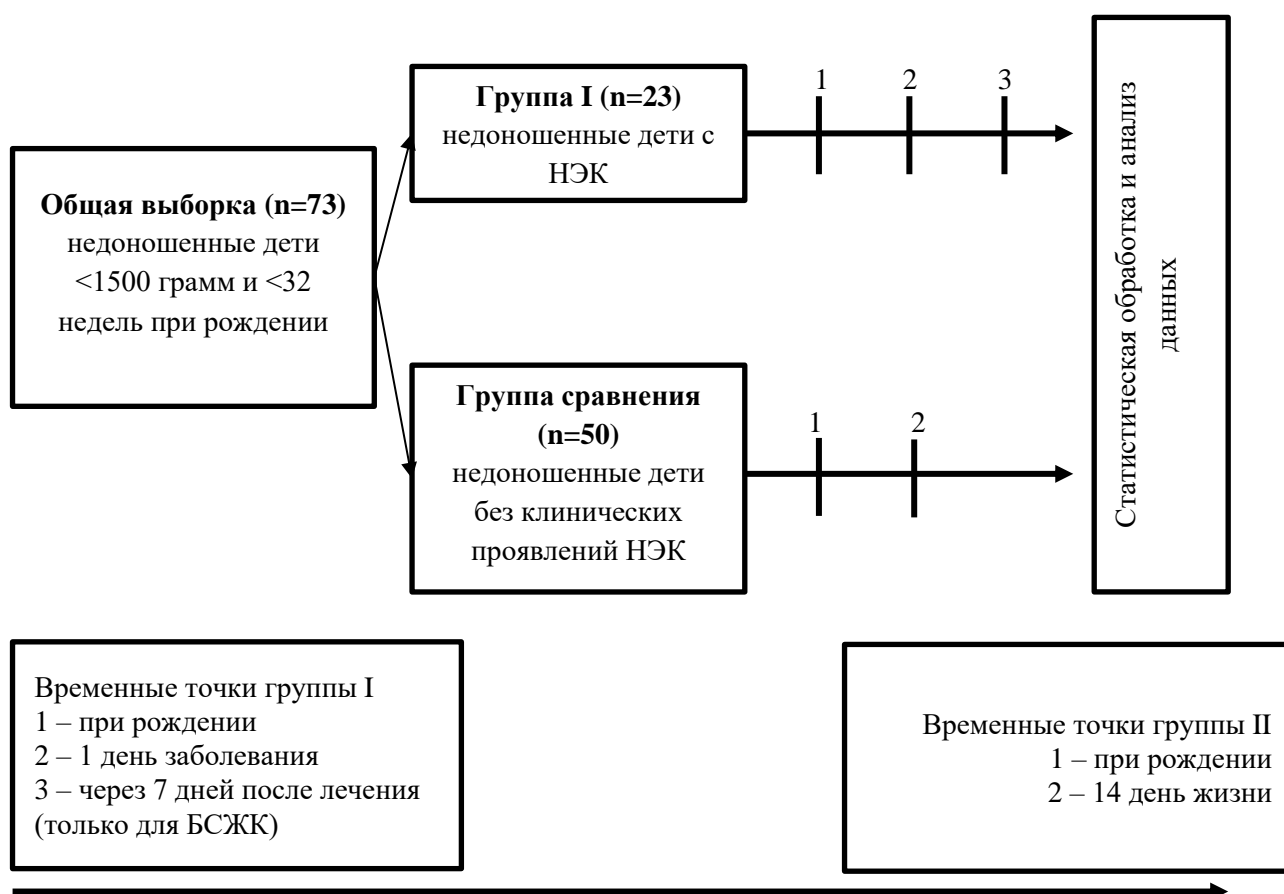 Общая выборка (n=73)
недоношенные дети
<1500 грамм и <32
недель при рождении
Группа I (n=23)
недоношенные дети с
НЭК
1 2 3
Группа сравнения
(n=50)
недоношенные дети
без клинических
проявлений НЭК
1 2
Статистическая обработка и анализ
данных
Временные точки группы I
1 – при рождении
2 – 1 день заболевания
3 – через 7 дней после лечения
(только для БСЖК)
Временные точки группы II
1 – при рождении
2 – 14 день жизни